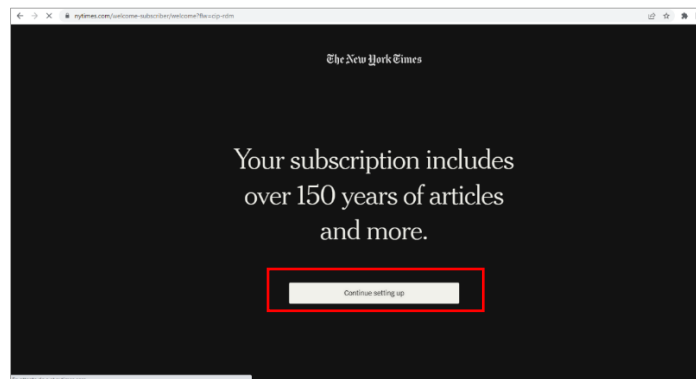 nytimes.com/welcome-subscriber/welcome?
The New York Times
Your subscription includes
over 150 years of articles
and more.
Continue setting up